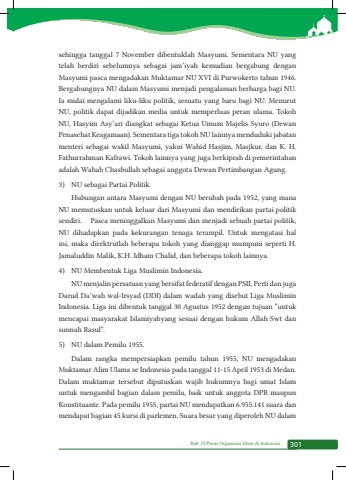 sehingga tanggal 7 November dibentuklah Masyumi. Sementara NU yang
telah berdiri sebelumnya sebagai jam'iyah kemudian bergabung dengan
Masyumi pasca mengadakan Muktamar NU XVI di Purwokerto tahun 1946.
Bergabungnya NU dalam Masyumi menjadi pengalaman berharga bagi NU.
Ia mulai mengalami liku-liku politik, sesuatu yang baru bagi NU. Menurut
NU, politik dapat dijadikan media untuk memperluas peran ulama. Tokoh
NU, Hasyim Asy'ari diangkat sebagai Ketua Umum Majelis Syuro (Dewan
Penasehat Keagamaan). Sementara tiga tokoh NU lainnya menduduki jabatan
menteri sebagai wakil Masyumi, yakni Wahid Hasjim, Masjkur, dan K. H.
Fathurrahman Kafrawi. Tokoh lainnya yang juga berkiprah di pemerintahan
adalah Wahab Chasbullah sebagai anggota Dewan Pertimbangan Agung.
3) NU sebagai Partai Politik.
Hubungan antara Masyumi dengan NU berubah pada 1952, yang mana
NU memutuskan untuk keluar dari Masyumi dan mendirikan partai politik
sendiri. Pasca meninggalkan Masyumi dan menjadi sebuah partai politik,
NU dihadapkan pada kekurangan tenaga terampil. Untuk mengatasi hal
ini, maka direktrutlah beberapa tokoh yang dianggap mumpuni seperti H.
Jamaluddin Malik, K.H. Idham Chalid, dan beberapa tokoh lainnya.
4) NU Membentuk Liga Muslimin Indonesia.
NU menjalin persatuan yang bersifat federatif dengan PSII, Perti dan juga
Darud Da'wah wal-Irsyad (DDI) dalam wadah yang disebut Liga Muslimin
Indonesia. Liga ini dibentuk tanggal 30 Agustus 1952 dengan tujuan "untuk
mencapai masyarakat Islamiyahyang sesuai dengan hukum Allah Swt dan
sunnah Rasul".
5) NU dalam Pemilu 1955.
Dalam rangka mempersiapkan pemilu tahun 1955, NU mengadakan
Muktamar Alim Ulama se Indonesia pada tanggal 11-15 April 1953 di Medan.
Dalam muktamar tersebut diputuskan wajib hukumnya bagi umat Islam
untuk mengambil bagian dalam pemilu, baik untuk anggota DPR maupun
Konstituante. Pada pemilu 1955, partai NU mendapatkan 6.955.141 suara dan
mendapat bagian 45 kursi di parlemen. Suara besar yang diperoleh NU dalam
Bab 10 Peran Organisasi Islam di Indonesia 301